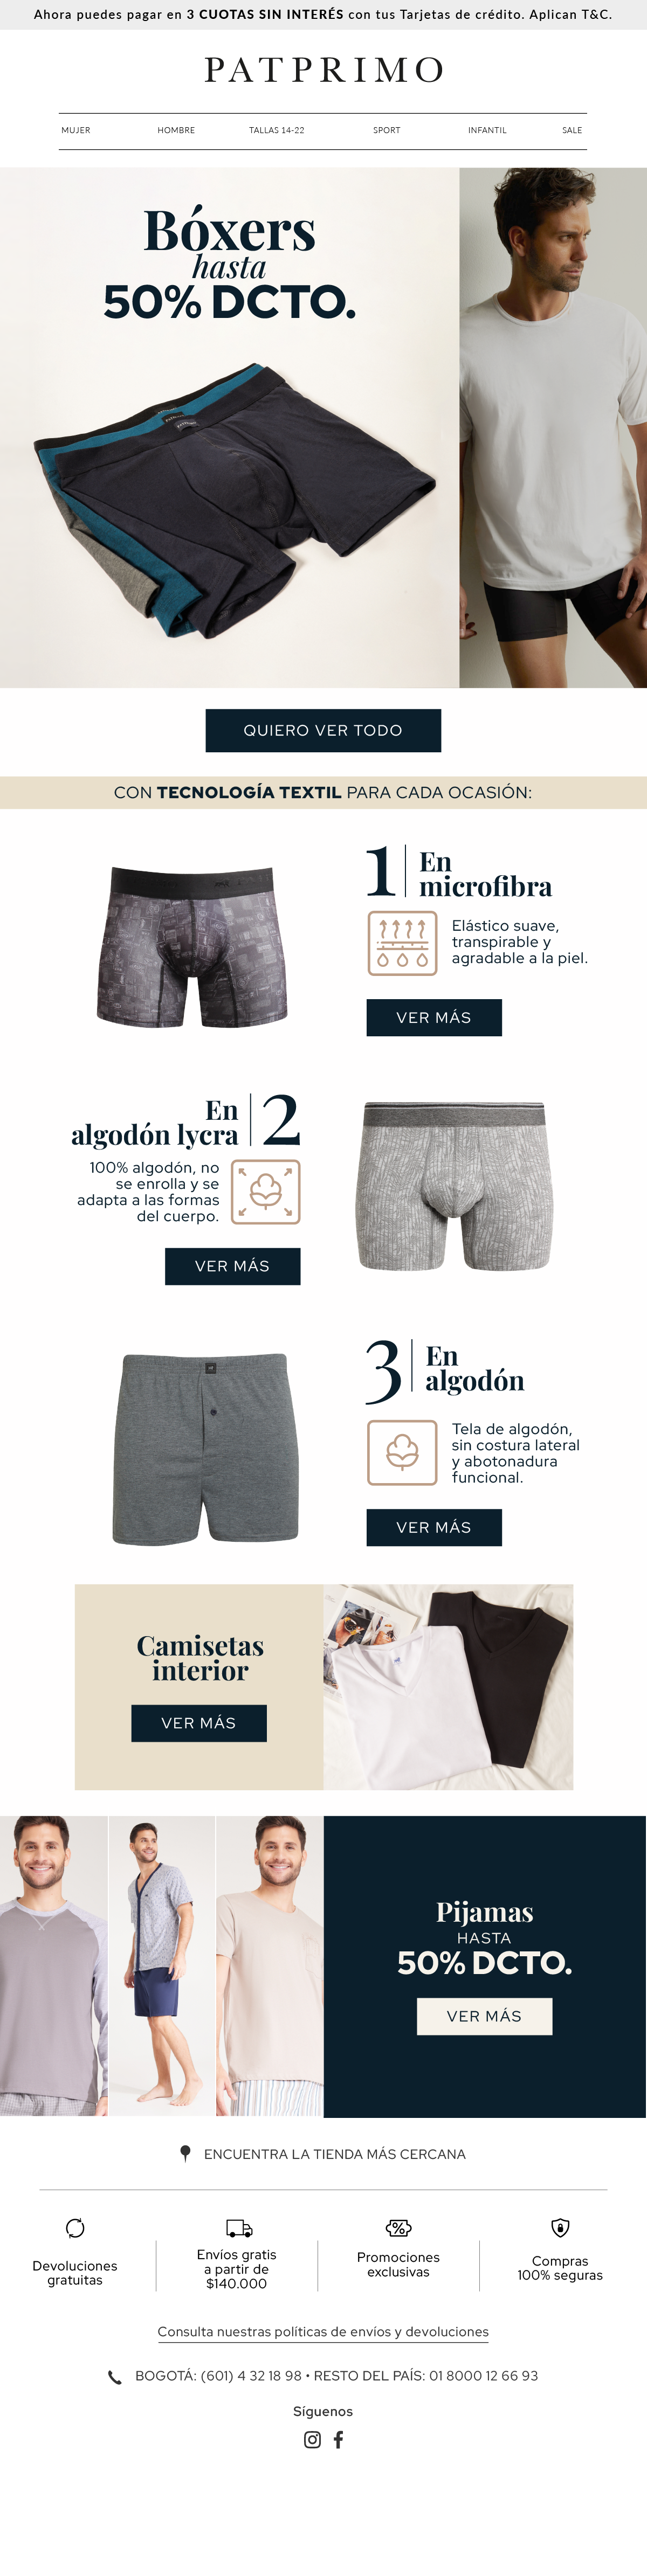 Ahora puedes pagar en 3 CUOTAS SIN INTERÉS con tus Tarjetas de crédito. Aplican T&C.
PATPRIMO
MUJER HOMBRE TALLAS 14-22 SPORT INFANTIL SALE
Bóxers
hasta
50% DCTO.
QUIERO VER TODO
CON TECNOLOGÍA TEXTIL PARA CADA OCASIÓN:
1 En
microfibra
Elástico suave,
transpirable y
agradable a la piel.
VER MÁS
En 2
algodón lycra
100% algodón, no
se enrolla y se
adapta a las formas
del cuerpo.
VER MÁS
3 En
algodón
Tela de algodón,
sin costura lateral
y abotonadura
funcional.
VER MÁS
Camisetas
interior
VER MÁS
Pijamas
HASTA
50% DCTO.
VER MÁS
ENCUENTRA LA TIENDA MÁS CERCANA
Devoluciones
gratuitas
Envíos gratis
a partir de
$140.000
Promociones
exclusivas
Compras
100% seguras
Consulta nuestras políticas de envíos y devoluciones
BOGOTÁ: (601) 4 32 18 98 • RESTO DEL PAÍS: 01 8000 12 66 93
Síguenos